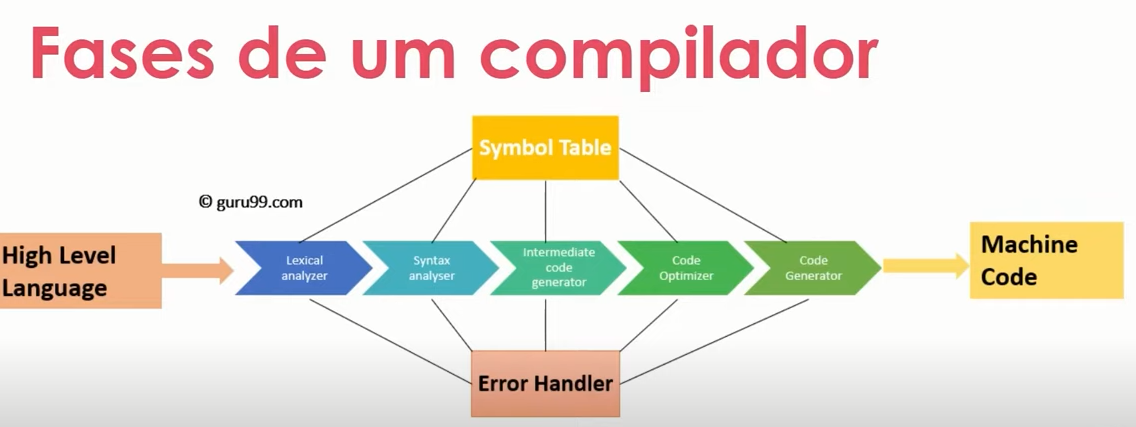 Fases de um compilador
Symbol Table
© guru99.com
High Level
Language
Lexical
analyzer
Syntax
analyser
Intermediate
code
generator
Code
Optimizer
Code
Generator
Machine
Code
Error Handler